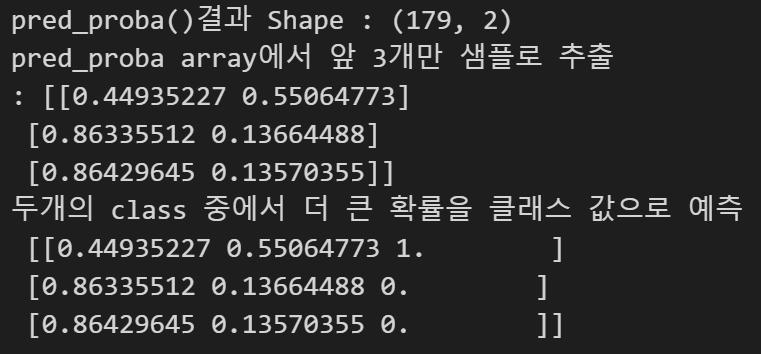 pred_proba()결과 Shape : (179, 2)
pred_proba array에서 앞 3개만 샘플로 추출
: [[0.44935227 0.55064773]
 [0.86335512 0.13664488]
 [0.86429645 0.13570355]]
두개의 class 중에서 더 큰 확률을 클래스 값으로 예측
 [[0.44935227 0.55064773 1.        ]
 [0.86335512 0.13664488 0.        ]
 [0.86429645 0.13570355 0.        ]]